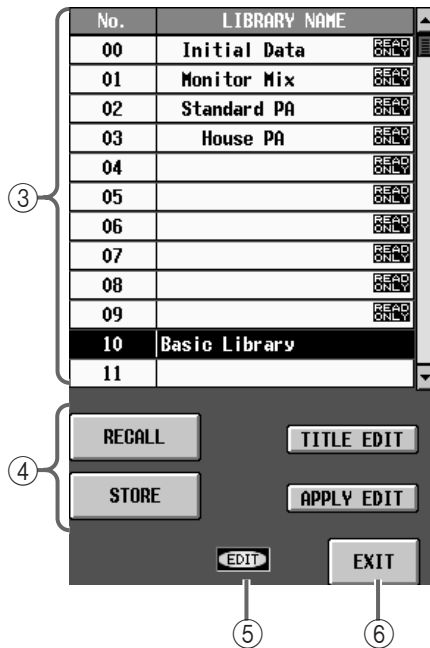 No. LIBRARY NAME
00 Initial Data READ ONLY
01 Monitor Mix READ ONLY
02 Standard PA READ ONLY
03 House PA READ ONLY
04 READ ONLY
05 READ ONLY
06 READ ONLY
07 READ ONLY
08 READ ONLY
09 READ ONLY
10 Basic Library
11
③
RECALL TITLE EDIT
④
STORE APPLY EDIT
EDIT EXIT
⑤ ⑥